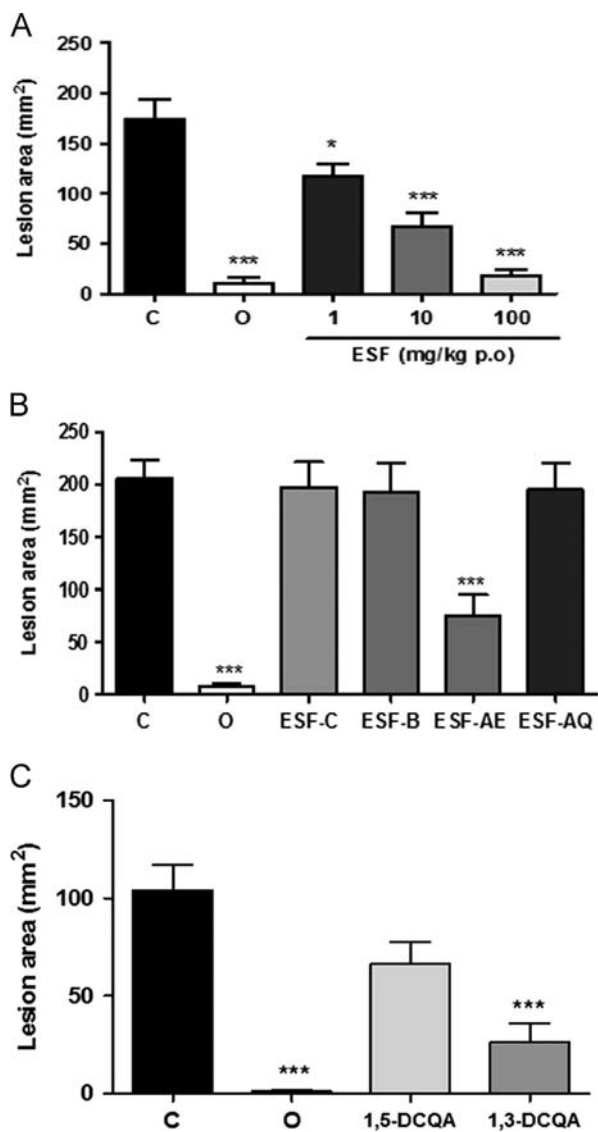 A
Lesion area (mm²)
250
200
150
100
50
0
*
***
***
***
C O 1 10 100
ESF (mg/kg p.o)
B
Lesion area (mm²)
250
200
150
100
50
0
***
***
C O ESF-C ESF-B ESF-AE ESF-AQ
C
Lesion area (mm²)
150
100
50
0
***
***
C O 1,5-DCQA 1,3-DCQA